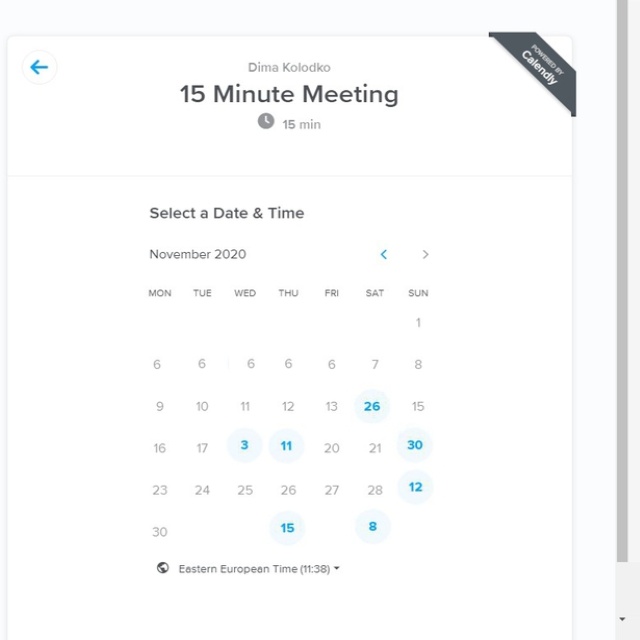 Dima Kolodko
POWERED BY
Calendly
15 Minute Meeting
15 min
Select a Date & Time
November 2020
MON TUE WED THU FRI SAT SUN
1
6 6 6 6 6 7 8
9 10 11 12 13 26 15
16 17 3 11 20 21 30
23 24 25 26 27 28 12
30 15 8
Eastern European Time (11:38)